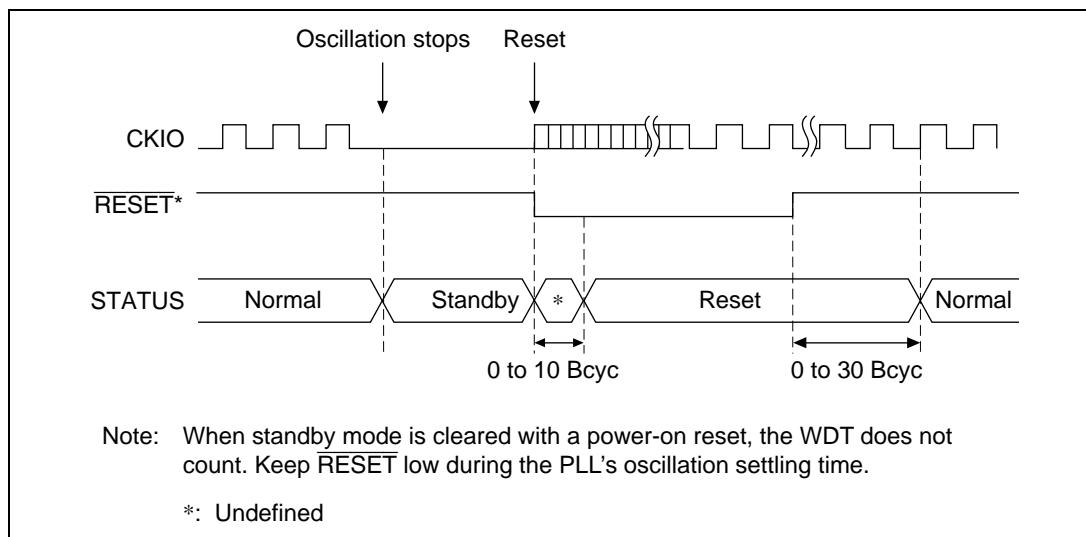 Oscillation stops Reset
CKIO
RESET*
STATUS Normal Standby * Reset Normal
0 to 10 Bcyc 0 to 30 Bcyc
Note: When standby mode is cleared with a power-on reset, the WDT does not
count. Keep RESET low during the PLL's oscillation settling time.
*: Undefined